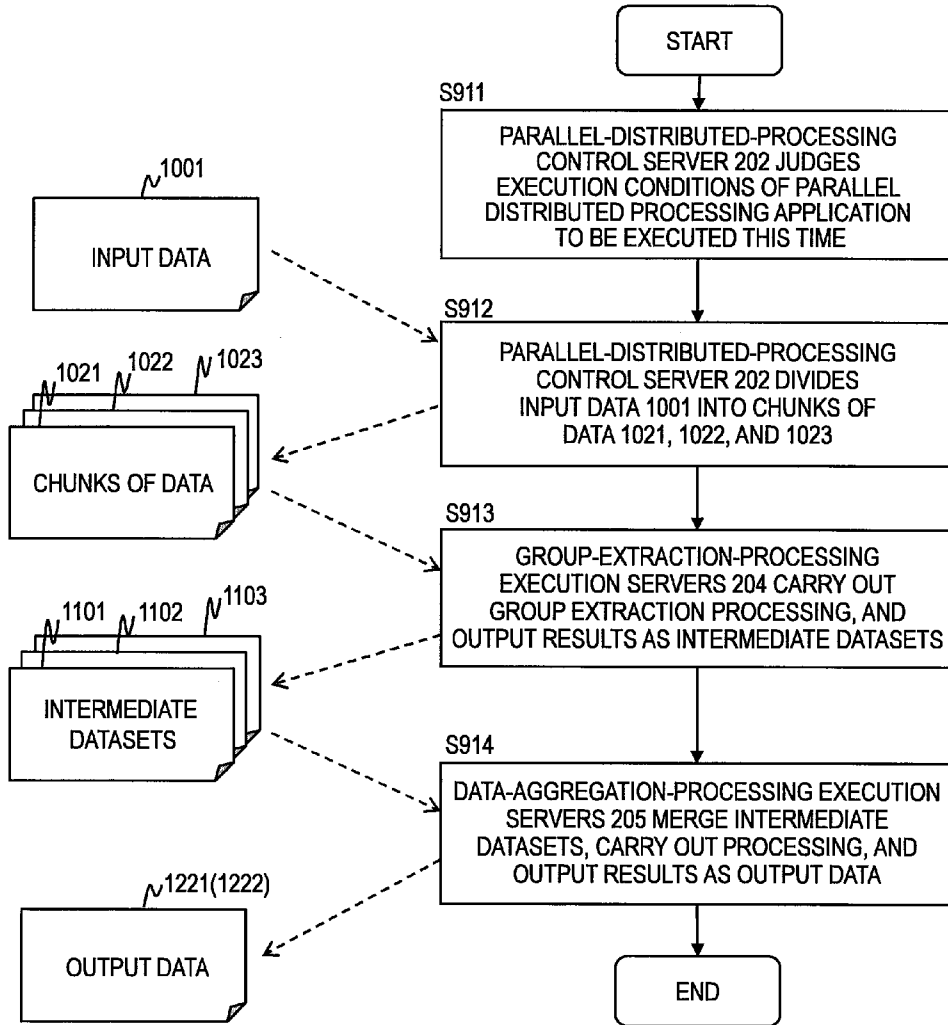 START
S911
PARALLEL-DISTRIBUTED-PROCESSING
CONTROL SERVER 202 JUDGES
EXECUTION CONDITIONS OF PARALLEL
DISTRIBUTED PROCESSING APPLICATION
TO BE EXECUTED THIS TIME
1001
INPUT DATA
S912
PARALLEL-DISTRIBUTED-PROCESSING
CONTROL SERVER 202 DIVIDES
INPUT DATA 1001 INTO CHUNKS OF
DATA 1021, 1022, AND 1023
1021
1022
1023
CHUNKS OF DATA
S913
GROUP-EXTRACTION-PROCESSING
EXECUTION SERVERS 204 CARRY OUT
GROUP EXTRACTION PROCESSING, AND
OUTPUT RESULTS AS INTERMEDIATE DATASETS
1101
1102
1103
INTERMEDIATE
DATASETS
S914
DATA-AGGREGATION-PROCESSING EXECUTION
SERVERS 205 MERGE INTERMEDIATE
DATASETS, CARRY OUT PROCESSING, AND
OUTPUT RESULTS AS OUTPUT DATA
1221(1222)
OUTPUT DATA
END